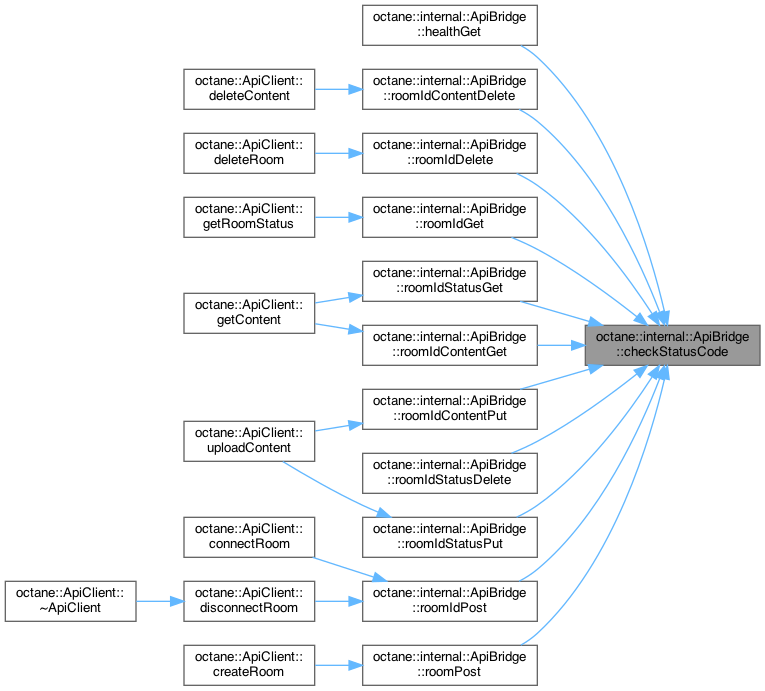 octane::internal::ApiBridge
::healthGet
octane::ApiClient::
deleteContent
octane::internal::ApiBridge
::roomIdContentDelete
octane::ApiClient::
deleteRoom
octane::internal::ApiBridge
::roomIdDelete
octane::ApiClient::
getRoomStatus
octane::internal::ApiBridge
::roomIdGet
octane::internal::ApiBridge
::roomIdStatusGet
octane::ApiClient::
getContent
octane::internal::ApiBridge
::roomIdContentGet
octane::internal::ApiBridge
::checkStatusCode
octane::internal::ApiBridge
::roomIdContentPut
octane::ApiClient::
uploadContent
octane::internal::ApiBridge
::roomIdStatusDelete
octane::ApiClient::
connectRoom
octane::internal::ApiBridge
::roomIdStatusPut
octane::ApiClient::
~ApiClient
octane::ApiClient::
disconnectRoom
octane::internal::ApiBridge
::roomIdPost
octane::ApiClient::
createRoom
octane::internal::ApiBridge
::roomPost